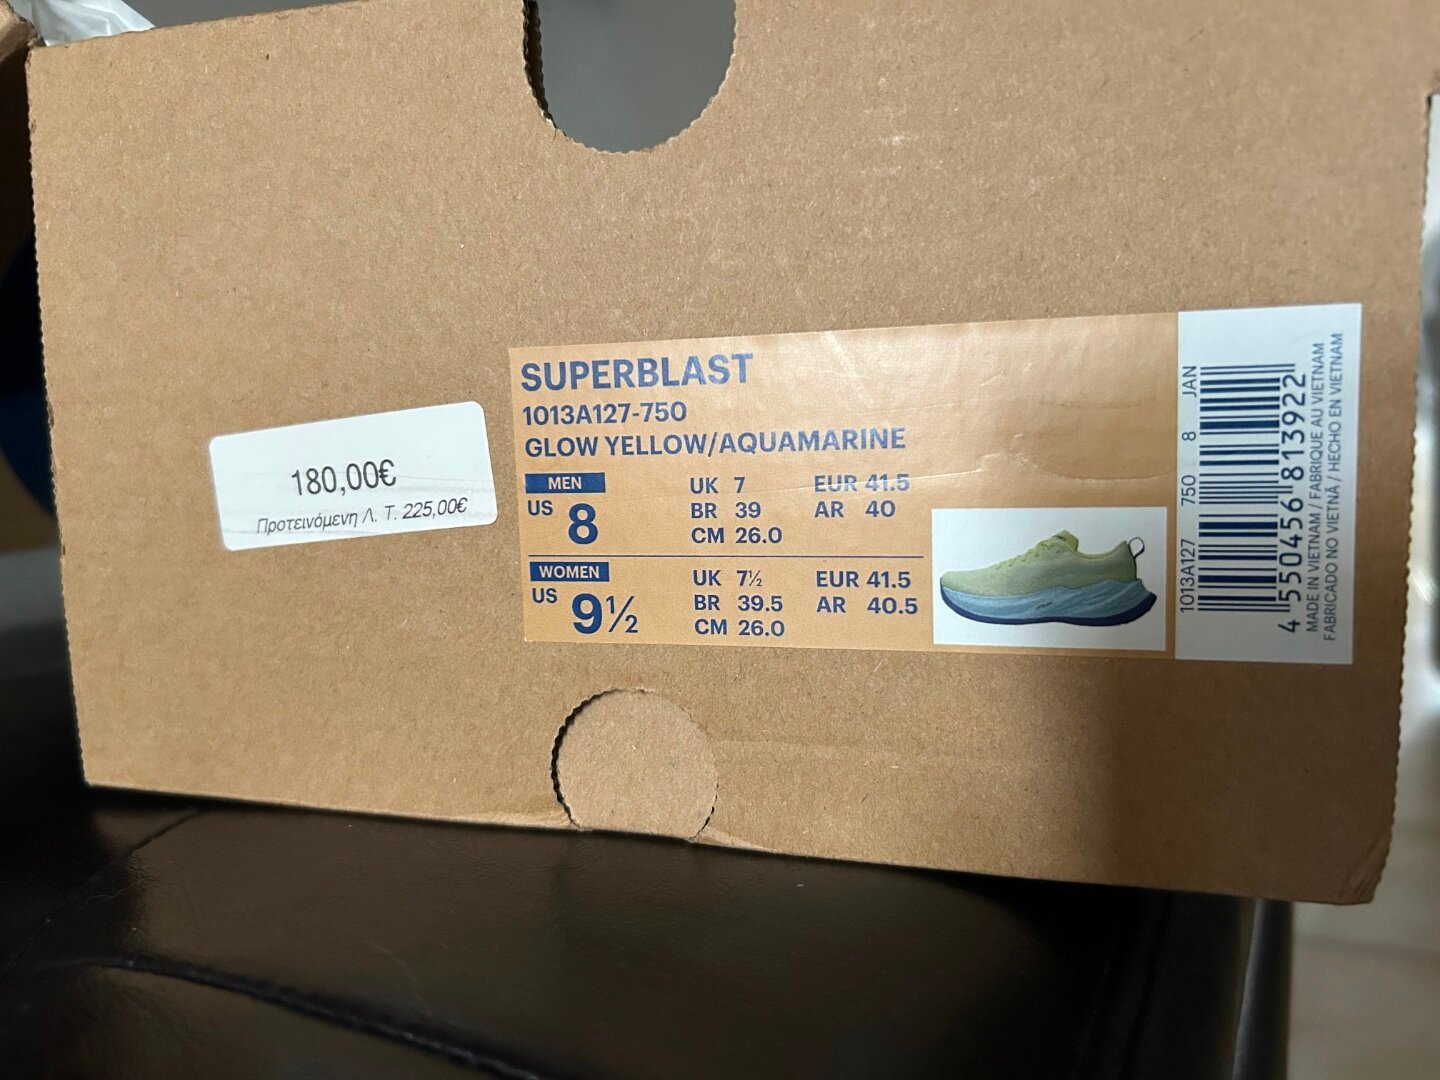 180,00€
Προτεινόμενη Λ. Τ. 225,00€
SUPERBLAST
1013A127-750
GLOW YELLOW/AQUAMARINE
MEN
US 8
UK 7 EUR 41.5
BR 39 AR 40
CM 26.0
WOMEN
US 9½
UK 7½ EUR 41.5
BR 39.5 AR 40.5
CM 26.0
1013A127 750 8 JAN
4 550456 813922
MADE IN VIETNAM / FABRIQUE AU VIETNAM
FABRICADO NO VIETNÃ / HECHO EN VIETNAM